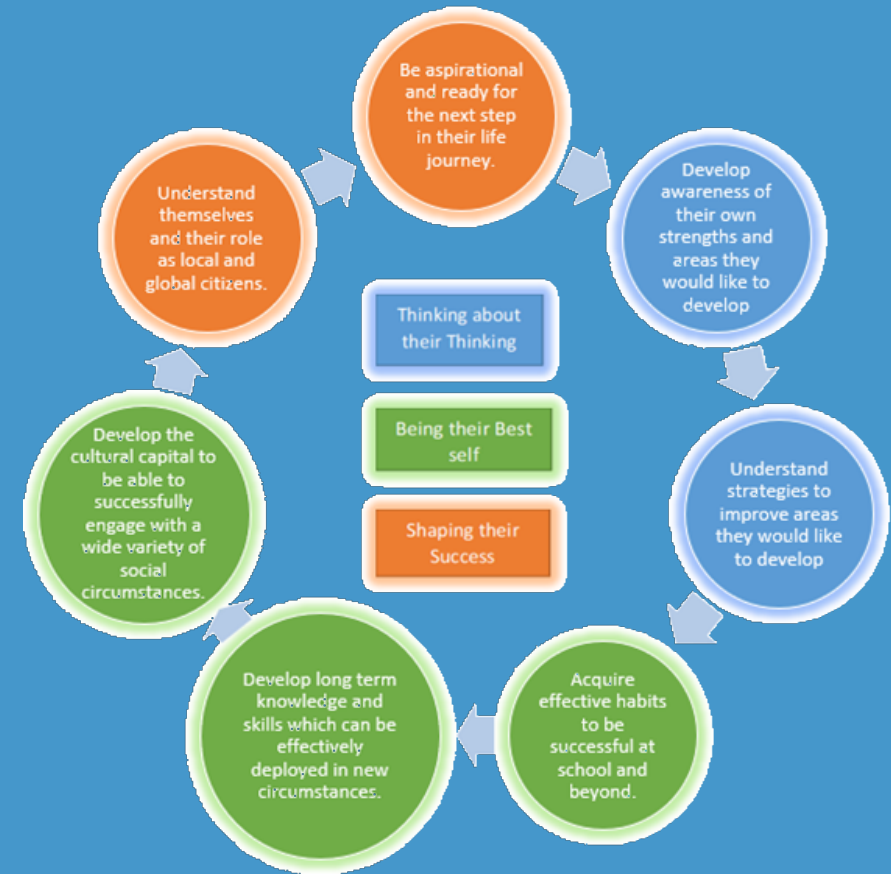 Be aspirational
and ready for
the next step
in their life
journey.
Develop
awareness of
their own
strengths and
areas they
would like to
develop
Understand
strategies to
improve areas
they would like
to develop
Acquire
effective habits
to be
successful at
school and
beyond.
Develop long term
knowledge and
skills which can be
effectively
deployed in new
circumstances.
Develop the
cultural capital to
be able to
successfully
engage with a
wide variety of
social
circumstances.
Understand
themselves
and their role
as local and
global citizens.
Thinking about
their Thinking
Being their Best
self
Shaping their
Success